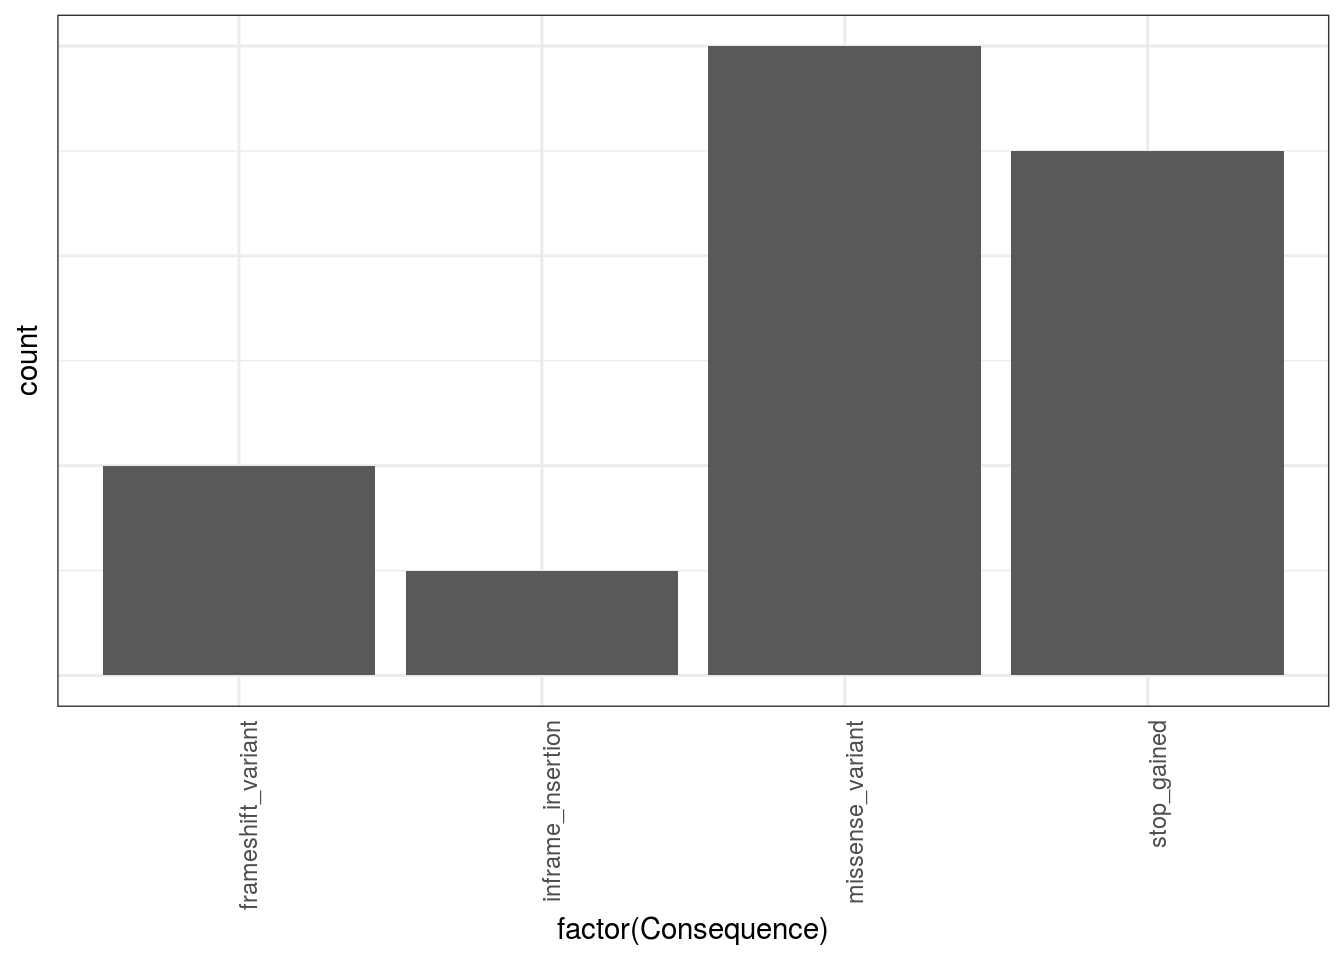 count
frameshift_variant
inframe_insertion
missense_variant
stop_gained
factor(Consequence)